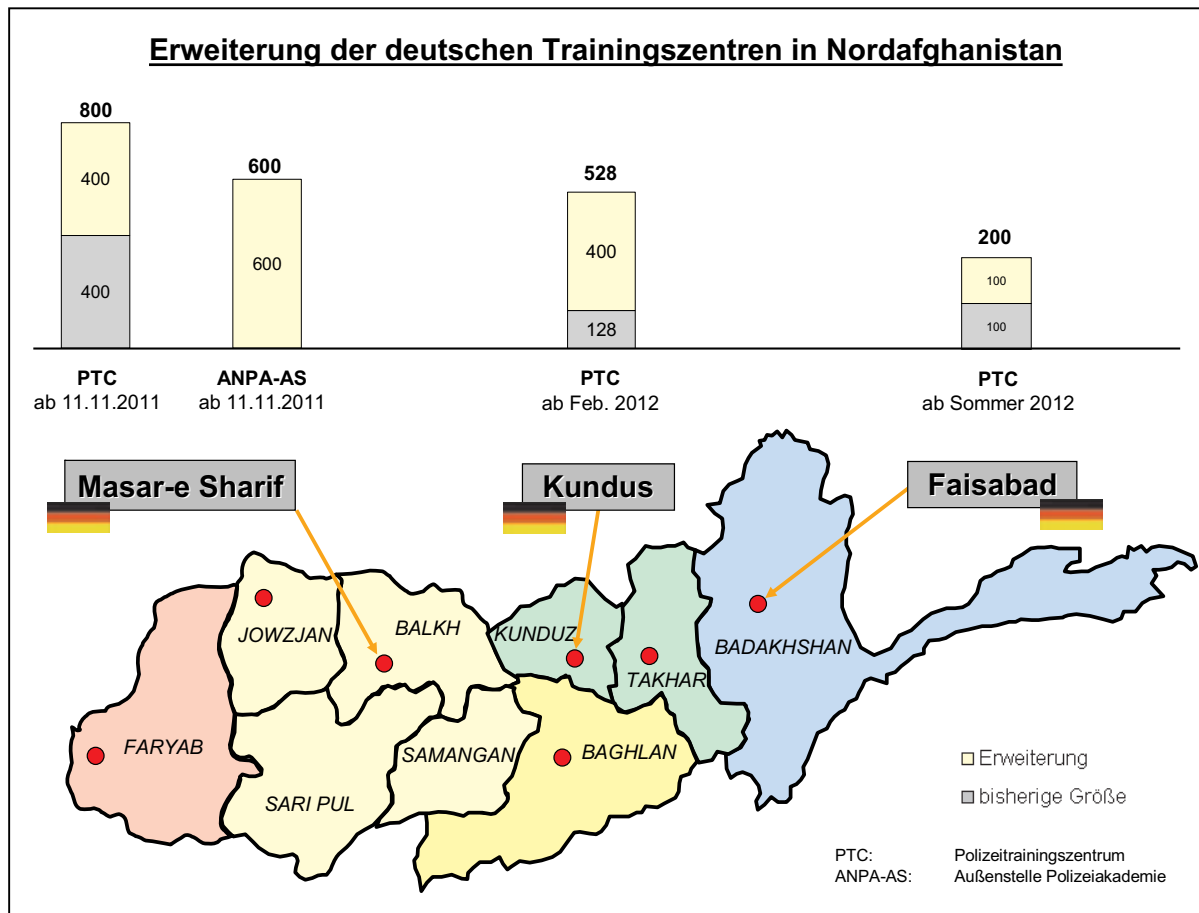 Erweiterung der deutschen Trainingszentren in Nordafghanistan
800
400
400
600
600
528
400
128
200
100
100
PTC
ab 11.11.2011
ANPA-AS
ab 11.11.2011
PTC
ab Feb. 2012
PTC
ab Sommer 2012
Masar-e Sharif
Kundus
Faisabad
JOWZJAN
BALKH
KUNDUZ
TAKHAR
BADAKHSHAN
FARYAB
SARI PUL
SAMANGAN
BAGHLAN
Erweiterung
bisherige Größe
PTC: Polizeitrainingszentrum
ANPA-AS: Außenstelle Polizeiakademie